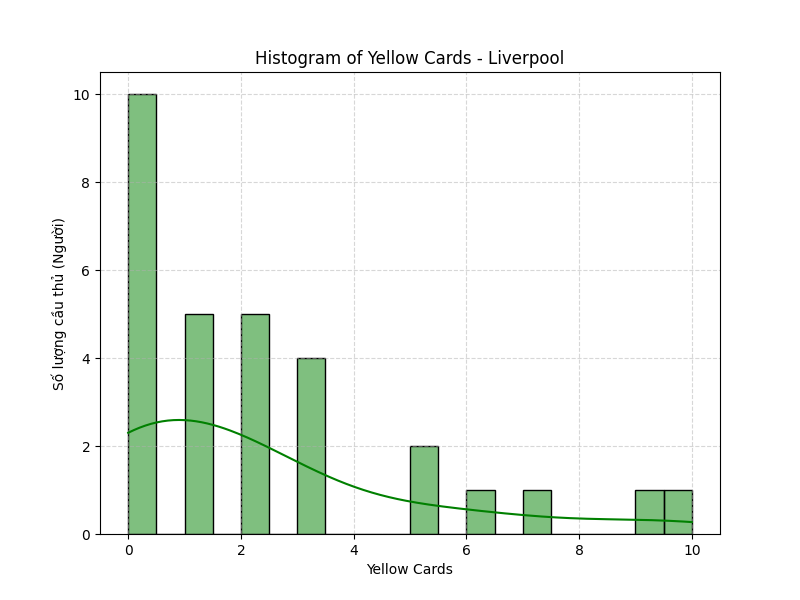 Histogram of Yellow Cards - Liverpool
Số lượng cầu thủ (Người)
10
8
6
4
2
0
0 2 4 6 8 10
Yellow Cards